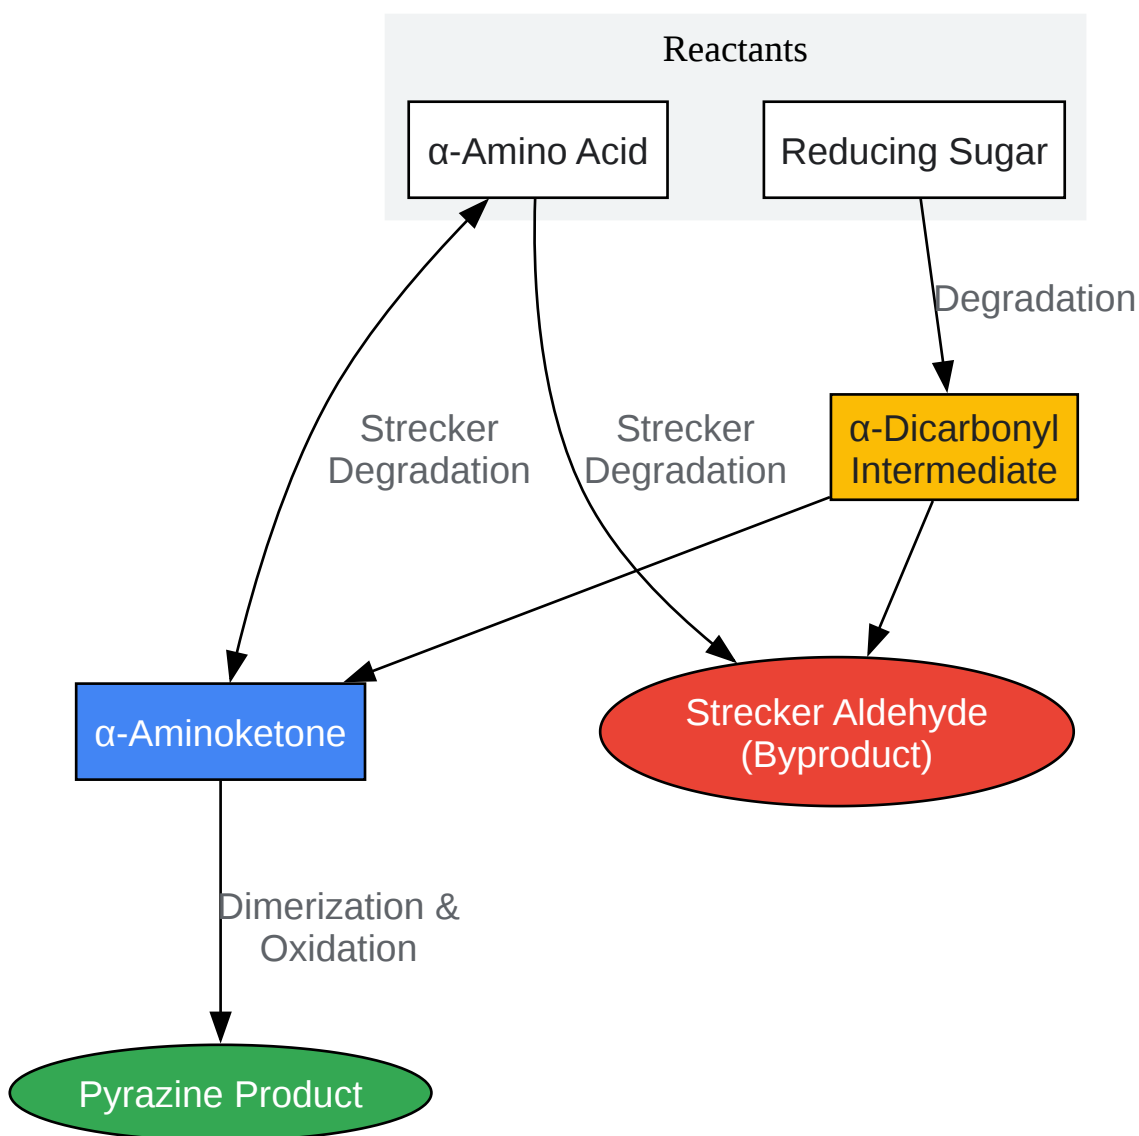 Reactants
α-Amino Acid
Reducing Sugar
Degradation
Strecker
Degradation
Strecker
Degradation
α-Dicarbonyl
Intermediate
α-Aminoketone
Strecker Aldehyde
(Byproduct)
Dimerization &
Oxidation
Pyrazine Product